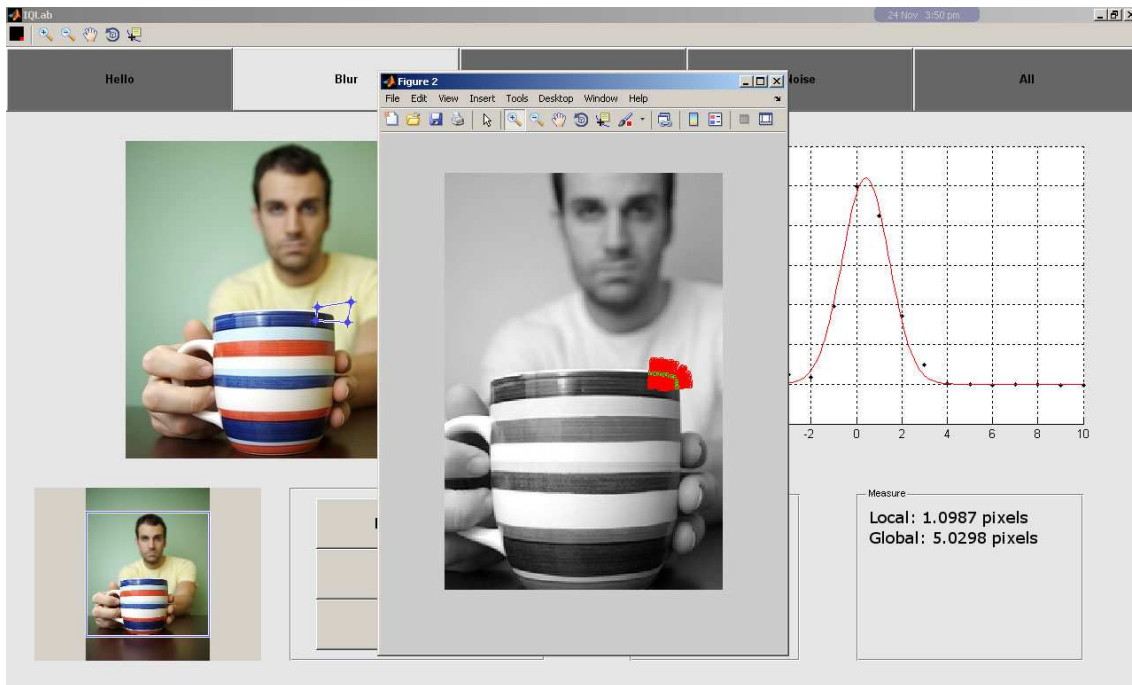 IQLab
24 Nov 3:50 pm
Hello
Blur
All
Figure 2
File Edit View Insert Tools Desktop Window Help
-2 0 2 4 6 8 10
Measure
Local: 1.0987 pixels
Global: 5.0298 pixels